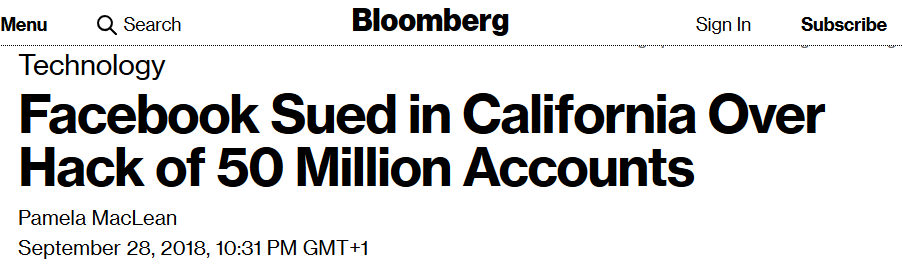 Menu Search Bloomberg Sign In Subscribe
Technology
Facebook Sued in California Over
Hack of 50 Million Accounts
Pamela MacLean
September 28, 2018, 10:31 PM GMT+1